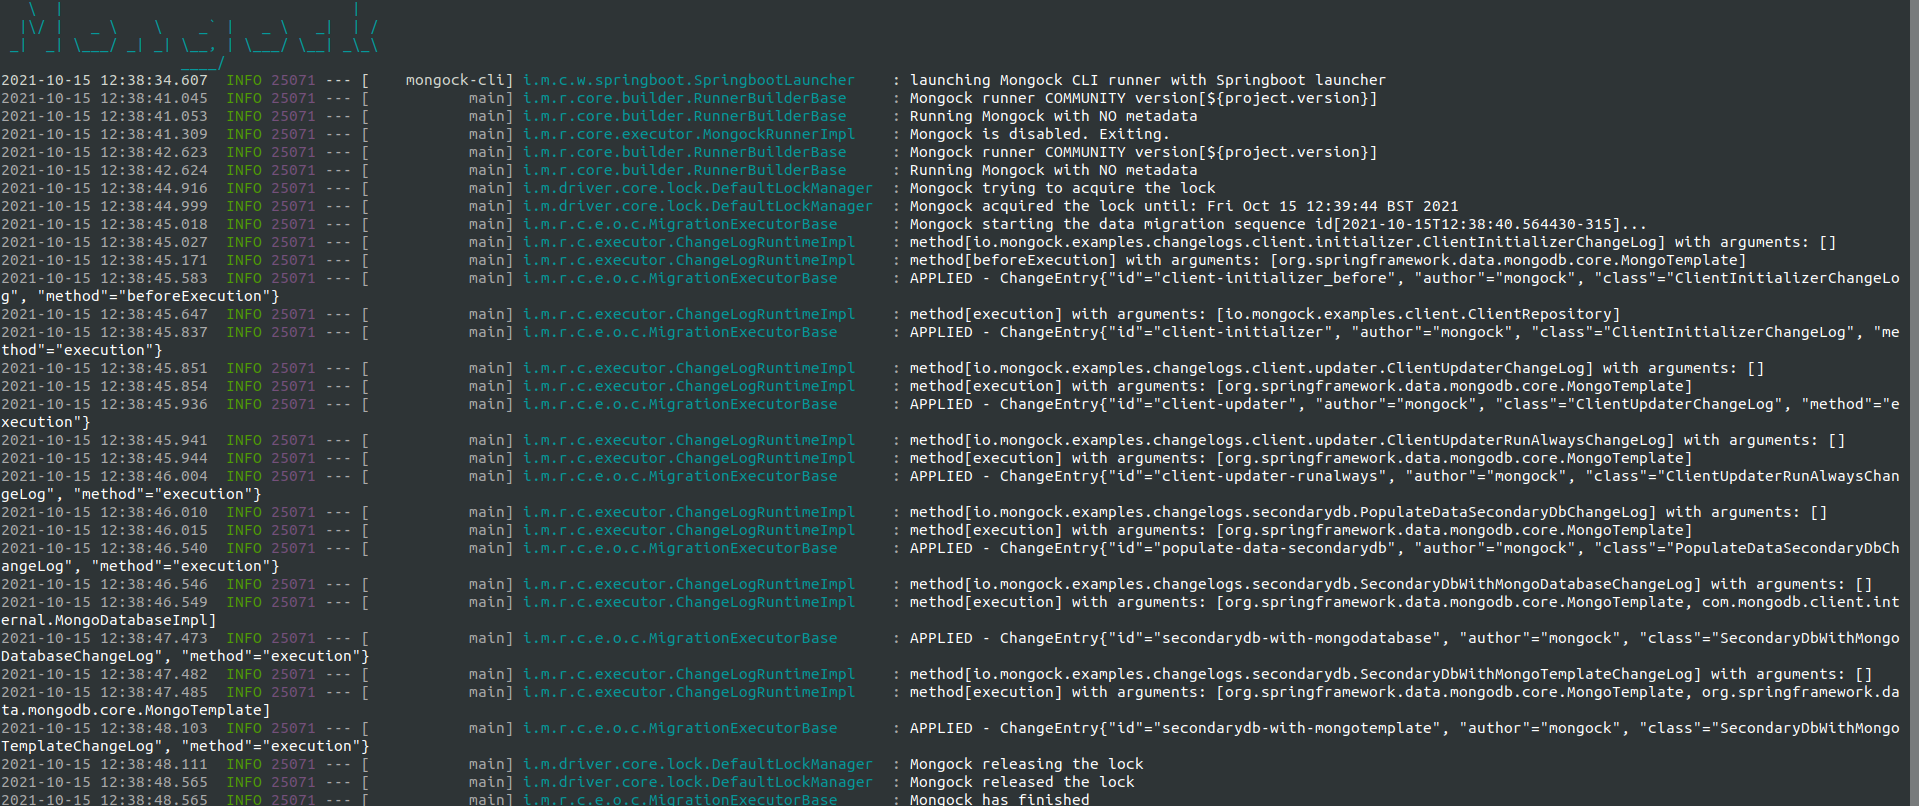 Mongock
2021-10-15 12:38:34.607  INFO 25071 --- [    mongock-cli] i.m.c.w.springboot.SpringbootLauncher    : launching Mongock CLI runner with Springboot launcher
2021-10-15 12:38:41.045  INFO 25071 --- [           main] i.m.r.core.builder.RunnerBuilderBase     : Mongock runner COMMUNITY version[${project.version}]
2021-10-15 12:38:41.053  INFO 25071 --- [           main] i.m.r.core.builder.RunnerBuilderBase     : Running Mongock with NO metadata
2021-10-15 12:38:41.309  INFO 25071 --- [           main] i.m.r.core.executor.MongockRunnerImpl    : Mongock is disabled. Exiting.
2021-10-15 12:38:42.623  INFO 25071 --- [           main] i.m.r.core.builder.RunnerBuilderBase     : Mongock runner COMMUNITY version[${project.version}]
2021-10-15 12:38:42.624  INFO 25071 --- [           main] i.m.r.core.builder.RunnerBuilderBase     : Running Mongock with NO metadata
2021-10-15 12:38:44.916  INFO 25071 --- [           main] i.m.driver.core.lock.DefaultLockManager  : Mongock trying to acquire the lock
2021-10-15 12:38:44.999  INFO 25071 --- [           main] i.m.driver.core.lock.DefaultLockManager  : Mongock acquired the lock until: Fri Oct 15 12:39:44 BST 2021
2021-10-15 12:38:45.018  INFO 25071 --- [           main] i.m.r.c.e.o.c.MigrationExecutorBase      : Mongock starting the data migration sequence id[2021-10-15T12:38:40.564430-315]...
2021-10-15 12:38:45.027  INFO 25071 --- [           main] i.m.r.c.executor.ChangeLogRuntimeImpl    : method[io.mongock.examples.changelogs.client.initializer.ClientInitializerChangeLog] with arguments: []
2021-10-15 12:38:45.171  INFO 25071 --- [           main] i.m.r.c.executor.ChangeLogRuntimeImpl    : method[beforeExecution] with arguments: [org.springframework.data.mongodb.core.MongoTemplate]
2021-10-15 12:38:45.583  INFO 25071 --- [           main] i.m.r.c.e.o.c.MigrationExecutorBase      : APPLIED - ChangeEntry{"id"="client-initializer_before", "author"="mongock", "class"="ClientInitializerChangeLo
g", "method"="beforeExecution"}
2021-10-15 12:38:45.647  INFO 25071 --- [           main] i.m.r.c.executor.ChangeLogRuntimeImpl    : method[execution] with arguments: [io.mongock.examples.client.ClientRepository]
2021-10-15 12:38:45.837  INFO 25071 --- [           main] i.m.r.c.e.o.c.MigrationExecutorBase      : APPLIED - ChangeEntry{"id"="client-initializer", "author"="mongock", "class"="ClientInitializerChangeLog", "me
thod"="execution"}
2021-10-15 12:38:45.851  INFO 25071 --- [           main] i.m.r.c.executor.ChangeLogRuntimeImpl    : method[io.mongock.examples.changelogs.client.updater.ClientUpdaterChangeLog] with arguments: []
2021-10-15 12:38:45.854  INFO 25071 --- [           main] i.m.r.c.executor.ChangeLogRuntimeImpl    : method[execution] with arguments: [org.springframework.data.mongodb.core.MongoTemplate]
2021-10-15 12:38:45.936  INFO 25071 --- [           main] i.m.r.c.e.o.c.MigrationExecutorBase      : APPLIED - ChangeEntry{"id"="client-updater", "author"="mongock", "class"="ClientUpdaterChangeLog", "method"="e
xecution"}
2021-10-15 12:38:45.941  INFO 25071 --- [           main] i.m.r.c.executor.ChangeLogRuntimeImpl    : method[io.mongock.examples.changelogs.client.updater.ClientUpdaterRunAlwaysChangeLog] with arguments: []
2021-10-15 12:38:45.944  INFO 25071 --- [           main] i.m.r.c.executor.ChangeLogRuntimeImpl    : method[execution] with arguments: [org.springframework.data.mongodb.core.MongoTemplate]
2021-10-15 12:38:46.004  INFO 25071 --- [           main] i.m.r.c.e.o.c.MigrationExecutorBase      : APPLIED - ChangeEntry{"id"="client-updater-runalways", "author"="mongock", "class"="ClientUpdaterRunAlwaysChan
geLog", "method"="execution"}
2021-10-15 12:38:46.010  INFO 25071 --- [           main] i.m.r.c.executor.ChangeLogRuntimeImpl    : method[io.mongock.examples.changelogs.secondarydb.PopulateDataSecondaryDbChangeLog] with arguments: []
2021-10-15 12:38:46.015  INFO 25071 --- [           main] i.m.r.c.executor.ChangeLogRuntimeImpl    : method[execution] with arguments: [org.springframework.data.mongodb.core.MongoTemplate]
2021-10-15 12:38:46.540  INFO 25071 --- [           main] i.m.r.c.e.o.c.MigrationExecutorBase      : APPLIED - ChangeEntry{"id"="populate-data-secondarydb", "author"="mongock", "class"="PopulateDataSecondaryDbCh
angeLog", "method"="execution"}
2021-10-15 12:38:46.546  INFO 25071 --- [           main] i.m.r.c.executor.ChangeLogRuntimeImpl    : method[io.mongock.examples.changelogs.secondarydb.SecondaryDbWithMongoDatabaseChangeLog] with arguments: []
2021-10-15 12:38:46.549  INFO 25071 --- [           main] i.m.r.c.executor.ChangeLogRuntimeImpl    : method[execution] with arguments: [org.springframework.data.mongodb.core.MongoTemplate, com.mongodb.client.int
ernal.MongoDatabaseImpl]
2021-10-15 12:38:47.473  INFO 25071 --- [           main] i.m.r.c.e.o.c.MigrationExecutorBase      : APPLIED - ChangeEntry{"id"="secondarydb-with-mongodatabase", "author"="mongock", "class"="SecondaryDbWithMongo
DatabaseChangeLog", "method"="execution"}
2021-10-15 12:38:47.482  INFO 25071 --- [           main] i.m.r.c.executor.ChangeLogRuntimeImpl    : method[io.mongock.examples.changelogs.secondarydb.SecondaryDbWithMongoTemplateChangeLog] with arguments: []
2021-10-15 12:38:47.485  INFO 25071 --- [           main] i.m.r.c.executor.ChangeLogRuntimeImpl    : method[execution] with arguments: [org.springframework.data.mongodb.core.MongoTemplate, org.springframework.da
ta.mongodb.core.MongoTemplate]
2021-10-15 12:38:48.103  INFO 25071 --- [           main] i.m.r.c.e.o.c.MigrationExecutorBase      : APPLIED - ChangeEntry{"id"="secondarydb-with-mongotemplate", "author"="mongock", "class"="SecondaryDbWithMongo
TemplateChangeLog", "method"="execution"}
2021-10-15 12:38:48.111  INFO 25071 --- [           main] i.m.driver.core.lock.DefaultLockManager  : Mongock releasing the lock
2021-10-15 12:38:48.565  INFO 25071 --- [           main] i.m.driver.core.lock.DefaultLockManager  : Mongock released the lock
2021-10-15 12:38:48.565  INFO 25071 --- [           main] i.m.r.c.e.o.c.MigrationExecutorBase      : Mongock has finished